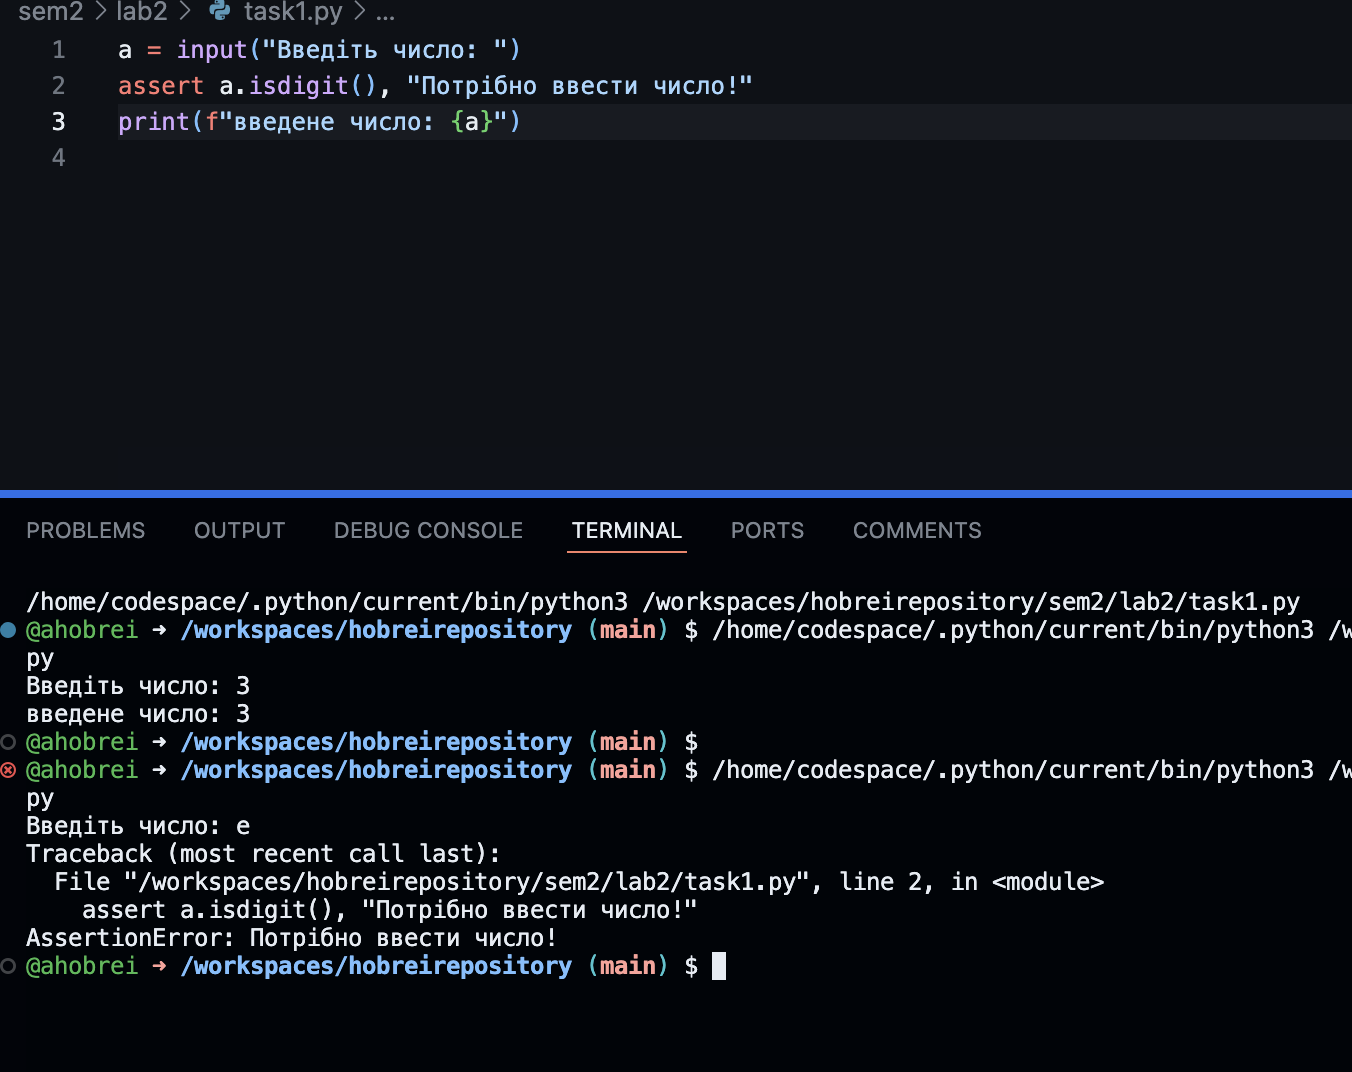 sem2 > lab2 > task1.py > ...
1 a = input("Введіть число: ")
2 assert a.isdigit(), "Потрібно ввести число!"
3 print(f"введене число: {a}")
4
PROBLEMS OUTPUT DEBUG CONSOLE TERMINAL PORTS COMMENTS
/home/codespace/.python/current/bin/python3 /workspaces/hobreirepository/sem2/lab2/task1.py
@ahobrei ➜ /workspaces/hobreirepository (main) $ /home/codespace/.python/current/bin/python3 /w
py
Введіть число: 3
введене число: 3
@ahobrei ➜ /workspaces/hobreirepository (main) $
@ahobrei ➜ /workspaces/hobreirepository (main) $ /home/codespace/.python/current/bin/python3 /w
py
Введіть число: е
Traceback (most recent call last):
  File "/workspaces/hobreirepository/sem2/lab2/task1.py", line 2, in <module>
    assert a.isdigit(), "Потрібно ввести число!"
AssertionError: Потрібно ввести число!
@ahobrei ➜ /workspaces/hobreirepository (main) $